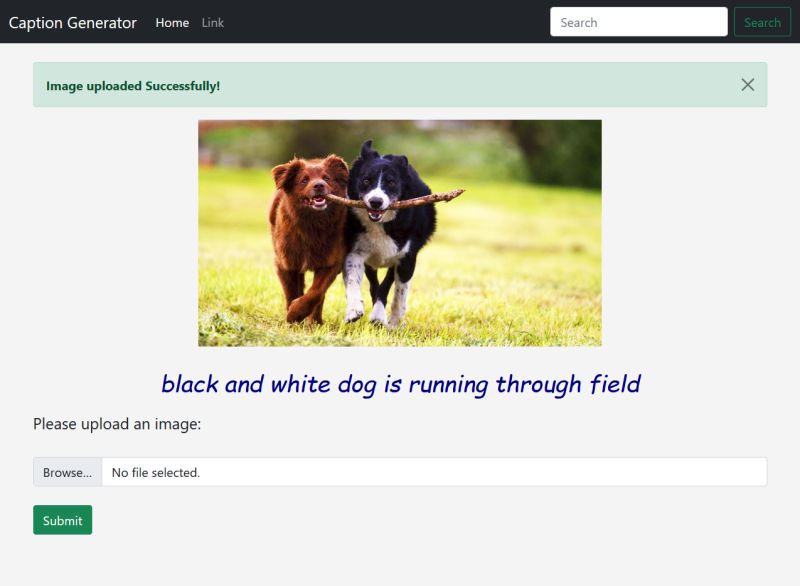 Caption Generator Home Link Search Search
Image uploaded Successfully!
black and white dog is running through field
Please upload an image:
Browse... No file selected.
Submit